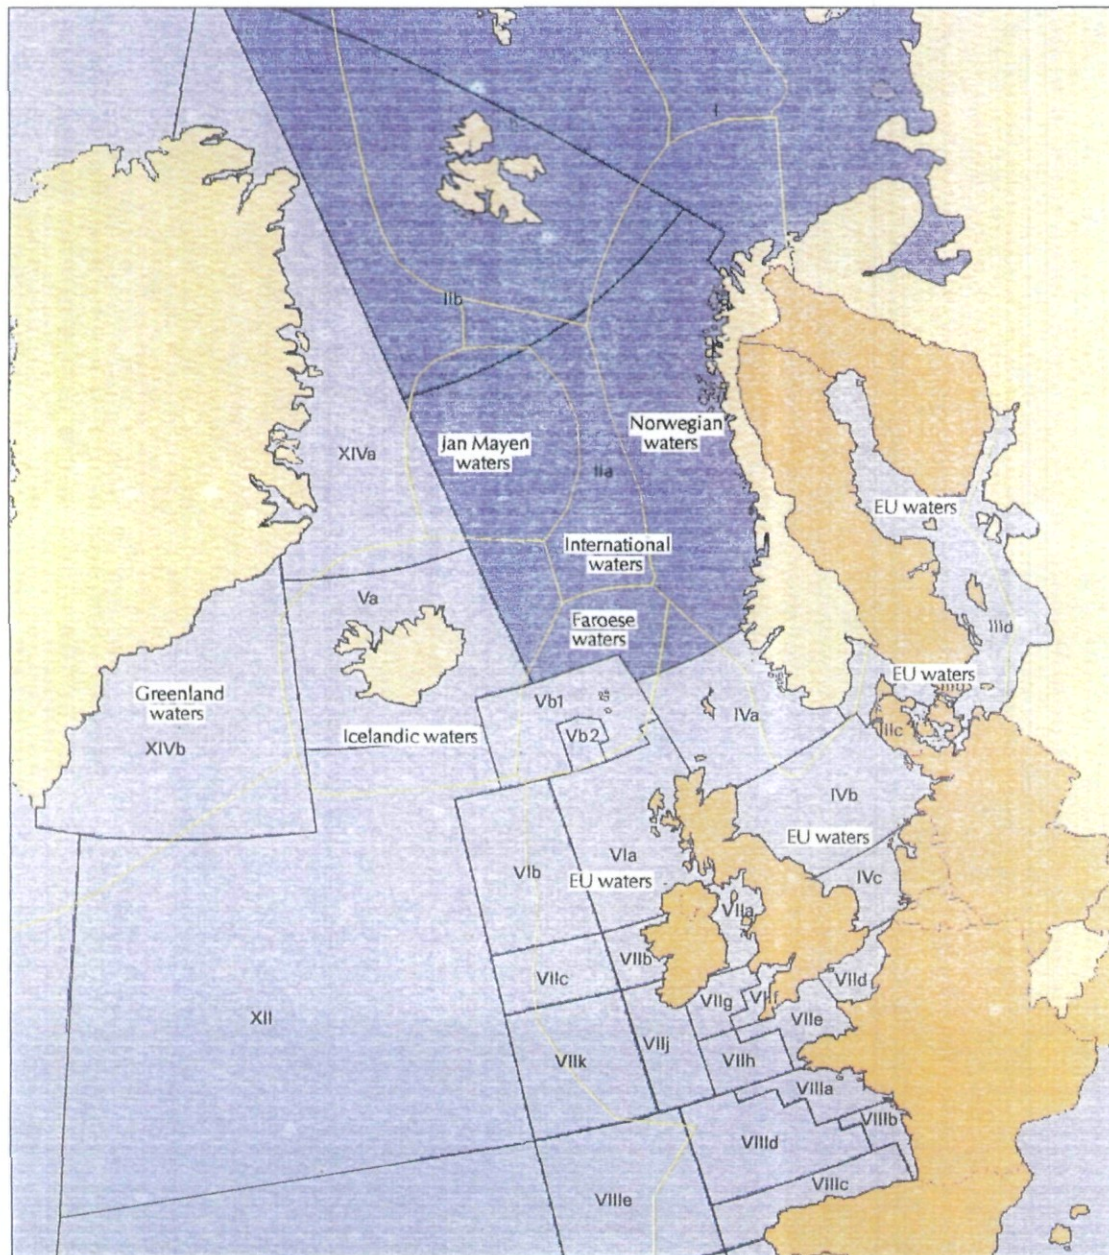 I
IIb
Norwegian
waters
Jan Mayen
waters
XIVa
IIa
EU waters
International
waters
Va
Faroese
waters
IIId
EU waters
Greenland
waters
Vb1
IVa
IIIc
Icelandic waters
Vb2
XIVb
IVb
EU waters
VIa
VIb
EU waters
IVc
VIIa
VIIb
VIIc
VIId
VIIg
VIIf
XII
VIIe
VIIj
VIIk
VIIh
VIIIa
VIIIb
VIIId
VIIIc
VIIIe